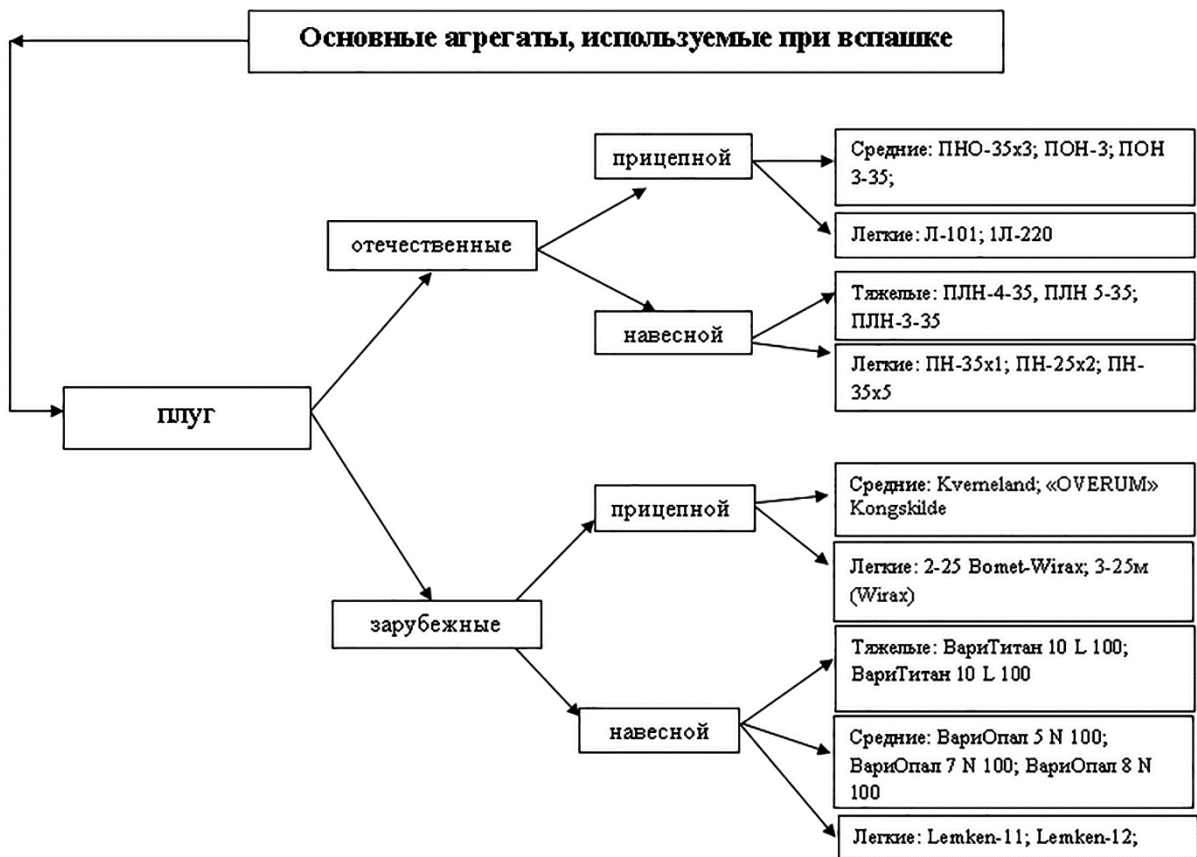 Основные агрегаты, используемые при вспашке
плуг
отечественные
прицепной
Средние: ПНО-35х3; ПОН-3; ПОН
3-35;
Легкие: Л-101; 1Л-220
навесной
Тяжелые: ПЛН-4-35, ПЛН 5-35;
ПЛН-3-35
Легкие: ПН-35х1; ПН-25х2; ПН-
35х5
зарубежные
прицепной
Средние: Kverneland; «OVERUM»
Kongskilde
Легкие: 2-25 Bomet-Wirax; 3-25м
(Wirax)
навесной
Тяжелые: ВариТитан 10 L 100;
ВариТитан 10 L 100
Средние: ВариОпал 5 N 100;
ВариОпал 7 N 100; ВариОпал 8 N
100
Легкие: Lemken-11; Lemken-12;